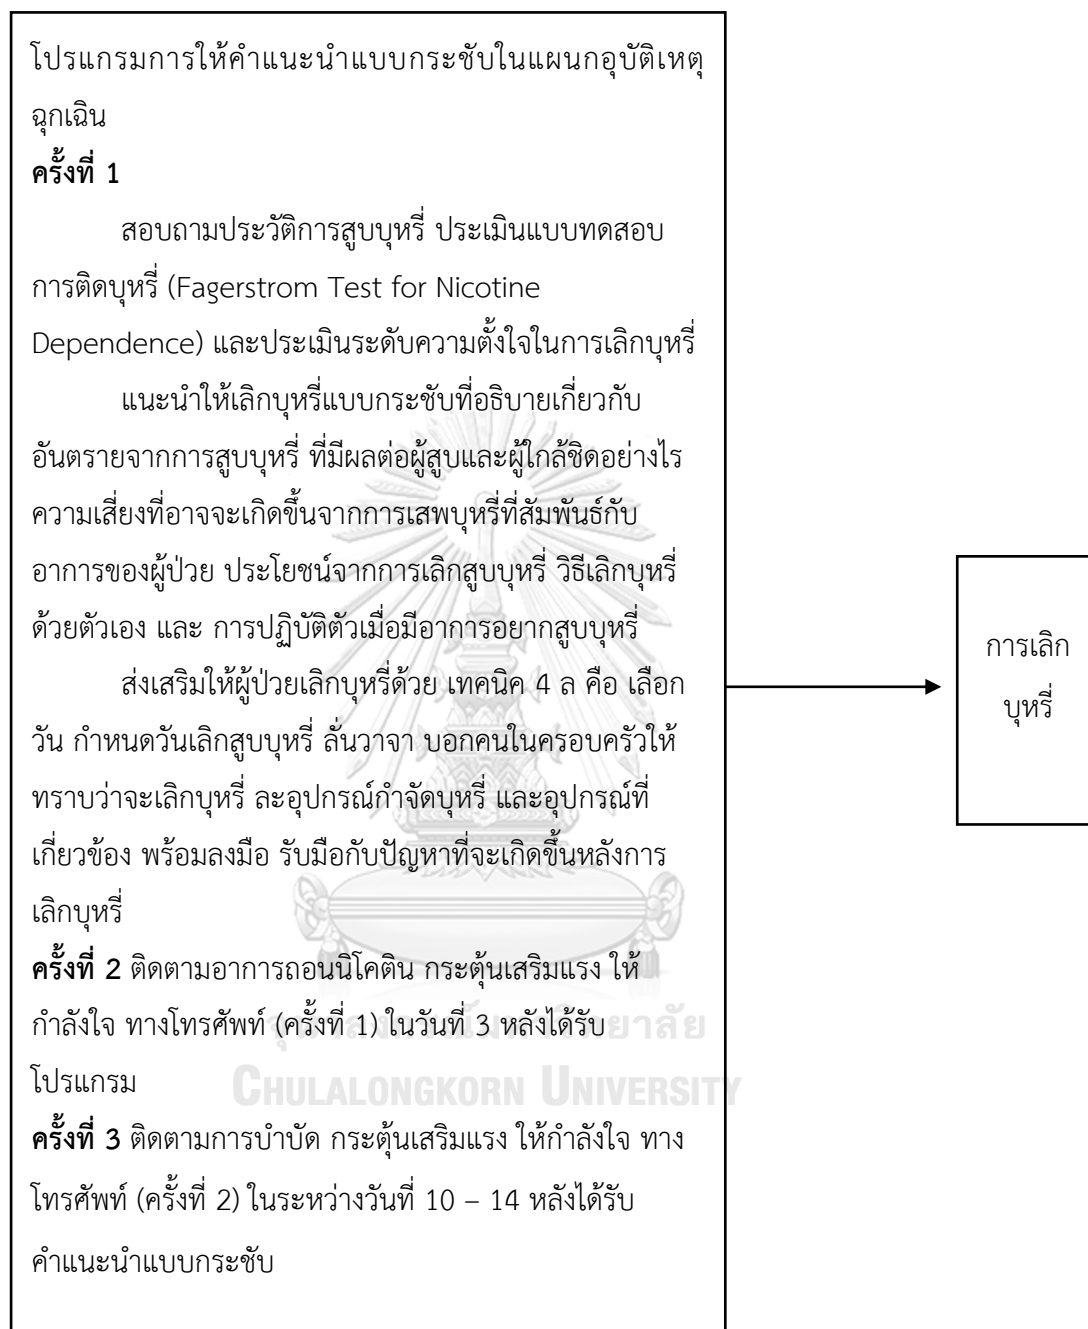 โปรแกรมการให้คำแนะนำแบบกระชับในแผนกอุบัติเหตุ
ฉุกเฉิน
ครั้งที่ 1
สอบถามประวัติการสูบบุหรี่ ประเมินแบบทดสอบ
การติดบุหรี่ (Fagerstrom Test for Nicotine
Dependence) และประเมินระดับความตั้งใจในการเลิกบุหรี่
แนะนำให้เลิกบุหรี่แบบกระชับที่อธิบายเกี่ยวกับ
อันตรายจากการสูบบุหรี่ ที่มีผลต่อผู้สูบและผู้ใกล้ชิดอย่างไร
ความเสี่ยงที่อาจจะเกิดขึ้นจากการเสพบุหรี่ที่สัมพันธ์กับ
อาการของผู้ป่วย ประโยชน์จากการเลิกสูบบุหรี่ วิธีเลิกบุหรี่
ด้วยตัวเอง และ การปฏิบัติตัวเมื่อมีอาการอยากสูบบุหรี่
ส่งเสริมให้ผู้ป่วยเลิกบุหรี่ด้วย เทคนิค 4 ล คือ เลือก
วัน กำหนดวันเลิกสูบบุหรี่ ลั่นวาจา บอกคนในครอบครัวให้
ทราบว่าจะเลิกบุหรี่ ละอุปกรณ์กำจัดบุหรี่ และอุปกรณ์ที่
เกี่ยวข้อง พร้อมลงมือ รับมือกับปัญหาที่จะเกิดขึ้นหลังการ
เลิกบุหรี่
ครั้งที่ 2 ติดตามอาการถอนนิโคติน กระตุ้นเสริมแรง ให้
กำลังใจ ทางโทรศัพท์ (ครั้งที่ 1) ในวันที่ 3 หลังได้รับ
โปรแกรม
ครั้งที่ 3 ติดตามการบำบัด กระตุ้นเสริมแรง ให้กำลังใจ ทาง
โทรศัพท์ (ครั้งที่ 2) ในระหว่างวันที่ 10 – 14 หลังได้รับ
คำแนะนำแบบกระชับ
การเลิก
บุหรี่
จุฬาลงกรณ์มหาวิทยาลัย
CHULALONGKORN UNIVERSITY